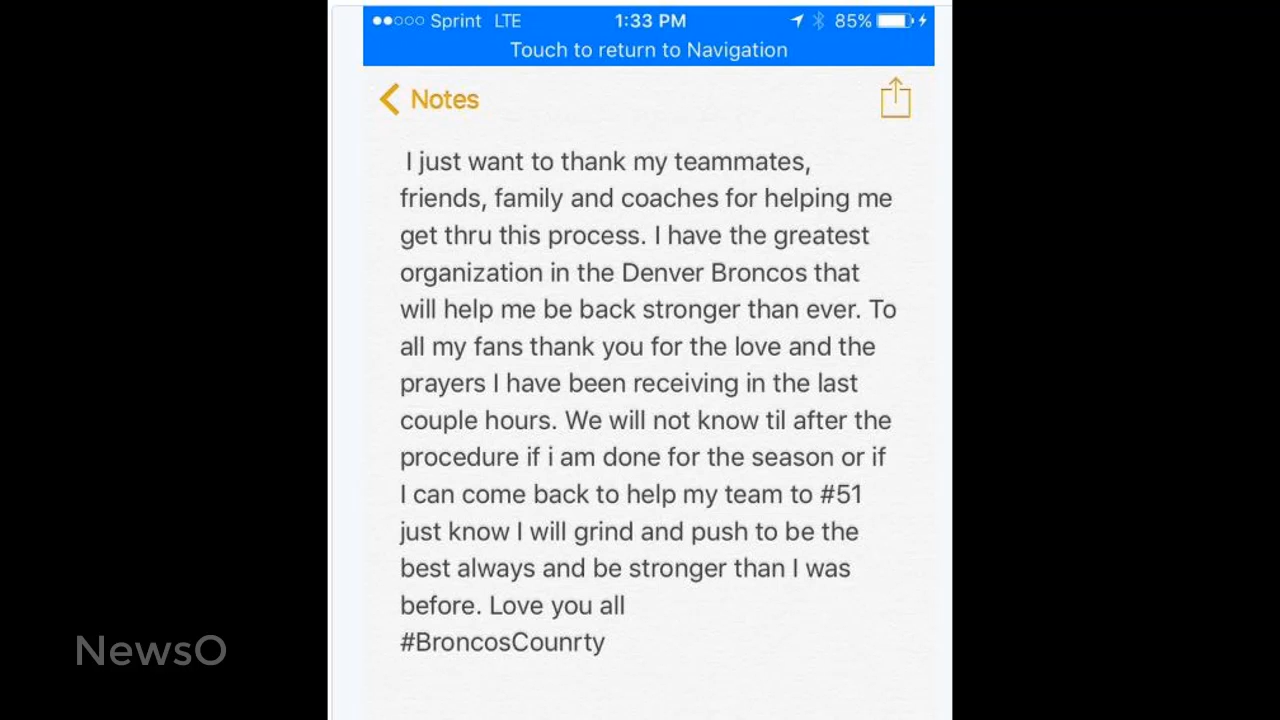 Sprint LTE 1:33 PM 85%
Touch to return to Navigation
Notes
I just want to thank my teammates,
friends, family and coaches for helping me
get thru this process. I have the greatest
organization in the Denver Broncos that
will help me be back stronger than ever. To
all my fans thank you for the love and the
prayers I have been receiving in the last
couple hours. We will not know til after the
procedure if i am done for the season or if
I can come back to help my team to #51
just know I will grind and push to be the
best always and be stronger than I was
before. Love you all
#BroncosCounrty
NewsO